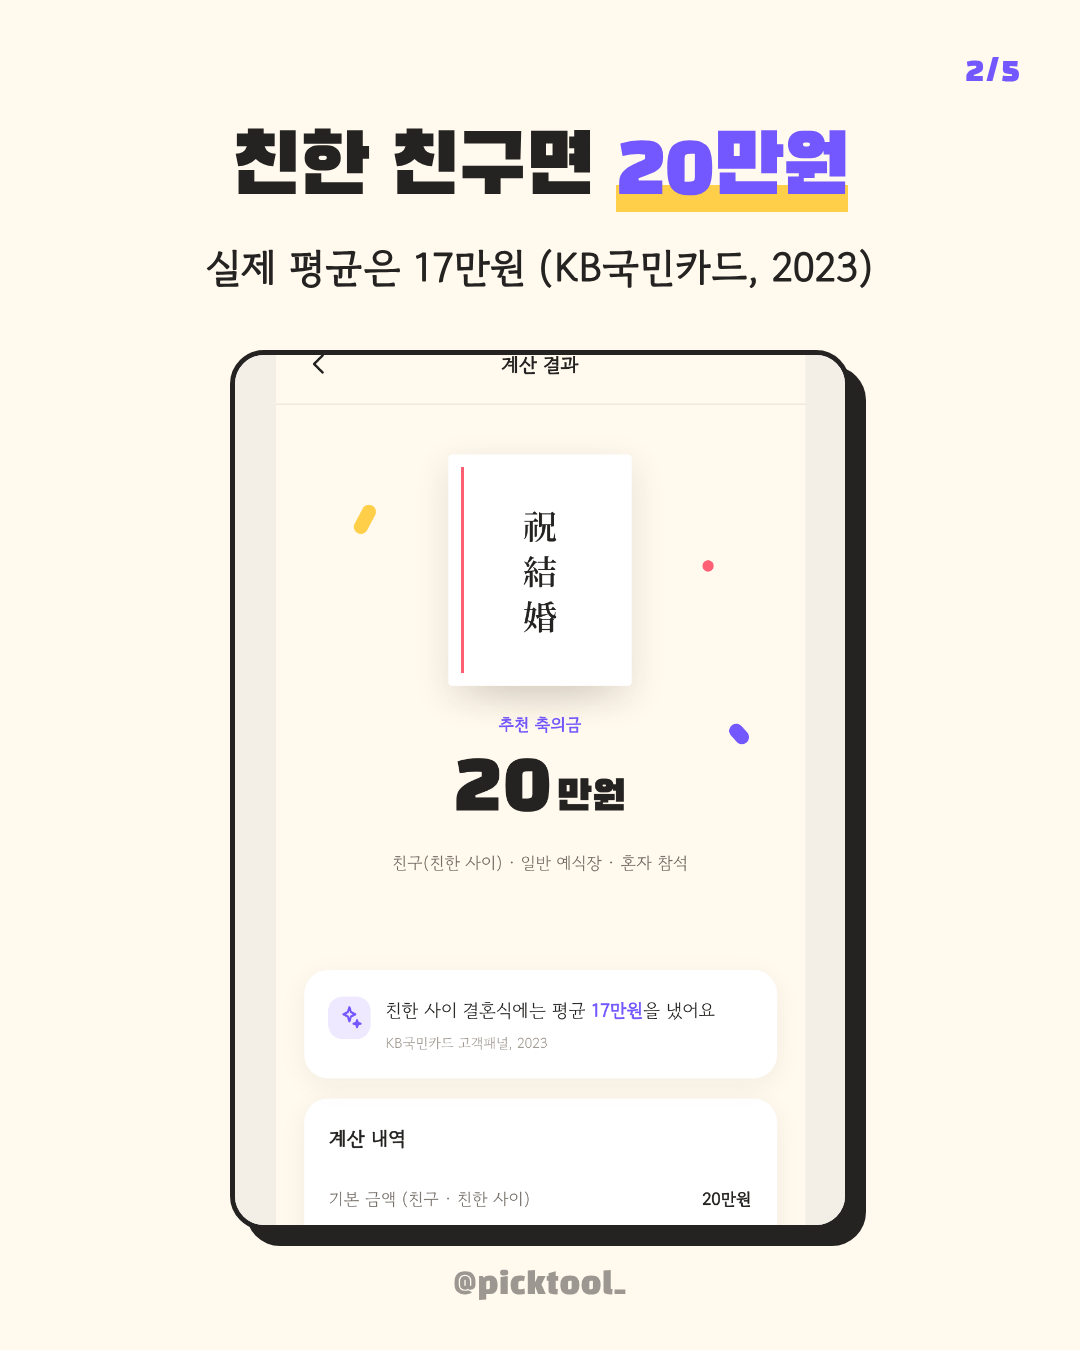 2/5
친한 친구면 20만원
실제 평균은 17만원 (KB국민카드, 2023)
계산 결과
祝
結
婚
추천 축의금
20만원
친구(친한 사이) · 일반 예식장 · 혼자 참석
친한 사이 결혼식에는 평균 17만원을 냈어요
KB국민카드 고객패널, 2023
계산 내역
기본 금액 (친구 · 친한 사이) 20만원
@picktool_